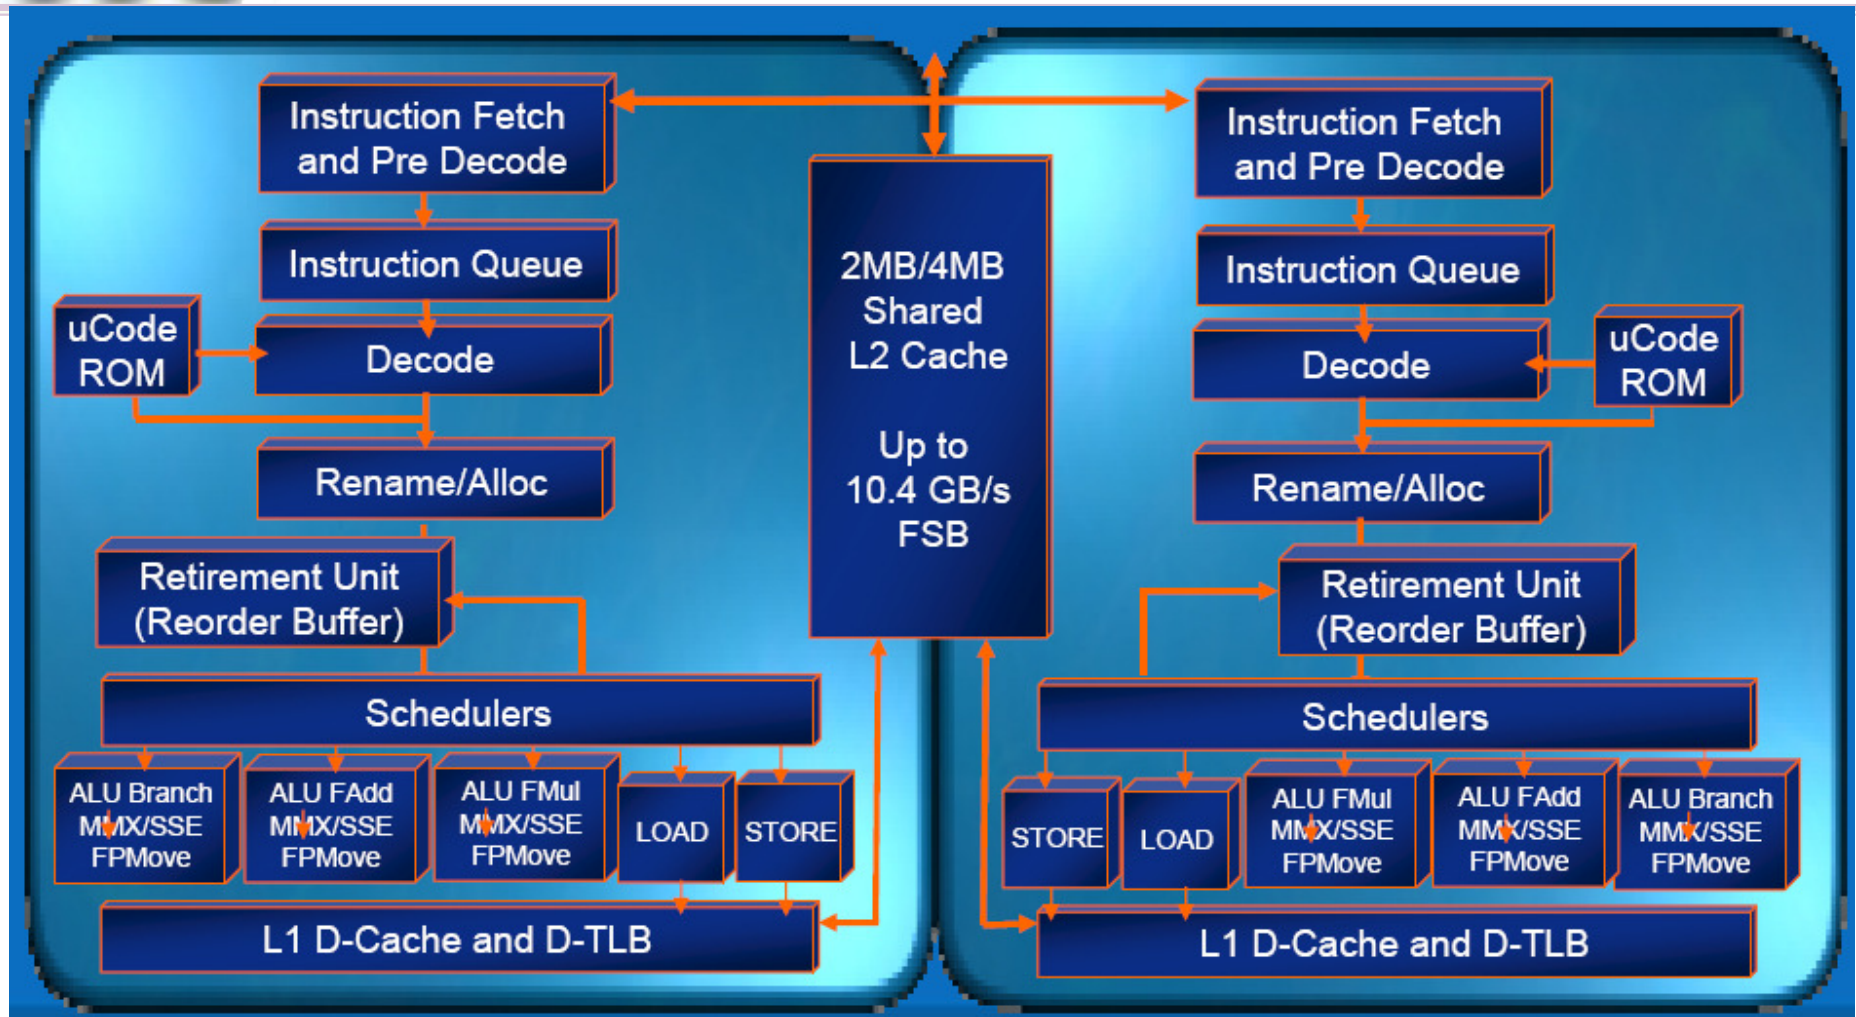 Instruction Fetch
and Pre Decode
Instruction Queue
uCode
ROM
Decode
Rename/Alloc
Retirement Unit
(Reorder Buffer)
Schedulers
ALU Branch
MMX/SSE
FPMove
ALU FAdd
MMX/SSE
FPMove
ALU FMul
MMX/SSE
FPMove
LOAD
STORE
L1 D-Cache and D-TLB
2MB/4MB
Shared
L2 Cache
Up to
10.4 GB/s
FSB
Instruction Fetch
and Pre Decode
Instruction Queue
Decode
uCode
ROM
Rename/Alloc
Retirement Unit
(Reorder Buffer)
Schedulers
STORE
LOAD
ALU FMul
MMX/SSE
FPMove
ALU FAdd
MMX/SSE
FPMove
ALU Branch
MMX/SSE
FPMove
L1 D-Cache and D-TLB